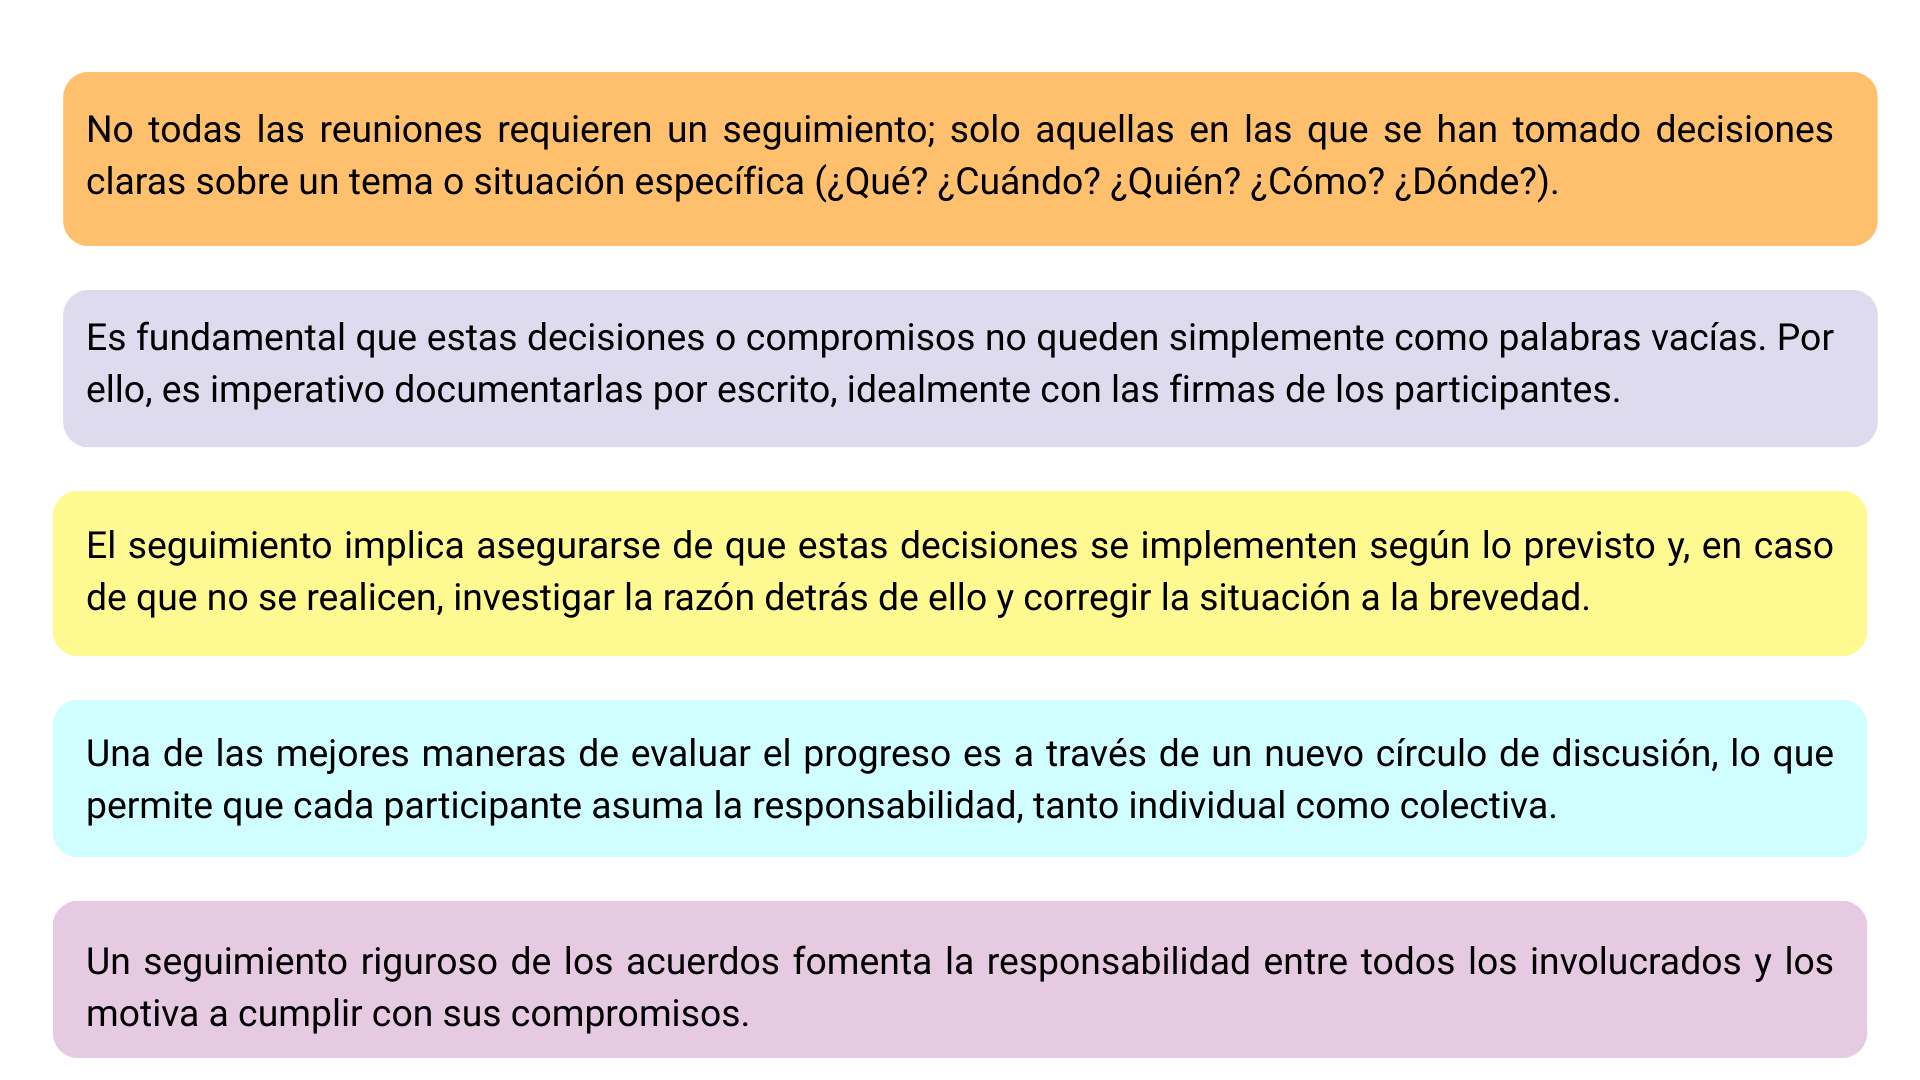 No todas las reuniones requieren un seguimiento; solo aquellas en las que se han tomado decisiones
claras sobre un tema o situación específica (¿Qué? ¿Cuándo? ¿Quién? ¿Cómo? ¿Dónde?).
Es fundamental que estas decisiones o compromisos no queden simplemente como palabras vacías. Por
ello, es imperativo documentarlas por escrito, idealmente con las firmas de los participantes.
El seguimiento implica asegurarse de que estas decisiones se implementen según lo previsto y, en caso
de que no se realicen, investigar la razón detrás de ello y corregir la situación a la brevedad.
Una de las mejores maneras de evaluar el progreso es a través de un nuevo círculo de discusión, lo que
permite que cada participante asuma la responsabilidad, tanto individual como colectiva.
Un seguimiento riguroso de los acuerdos fomenta la responsabilidad entre todos los involucrados y los
motiva a cumplir con sus compromisos.